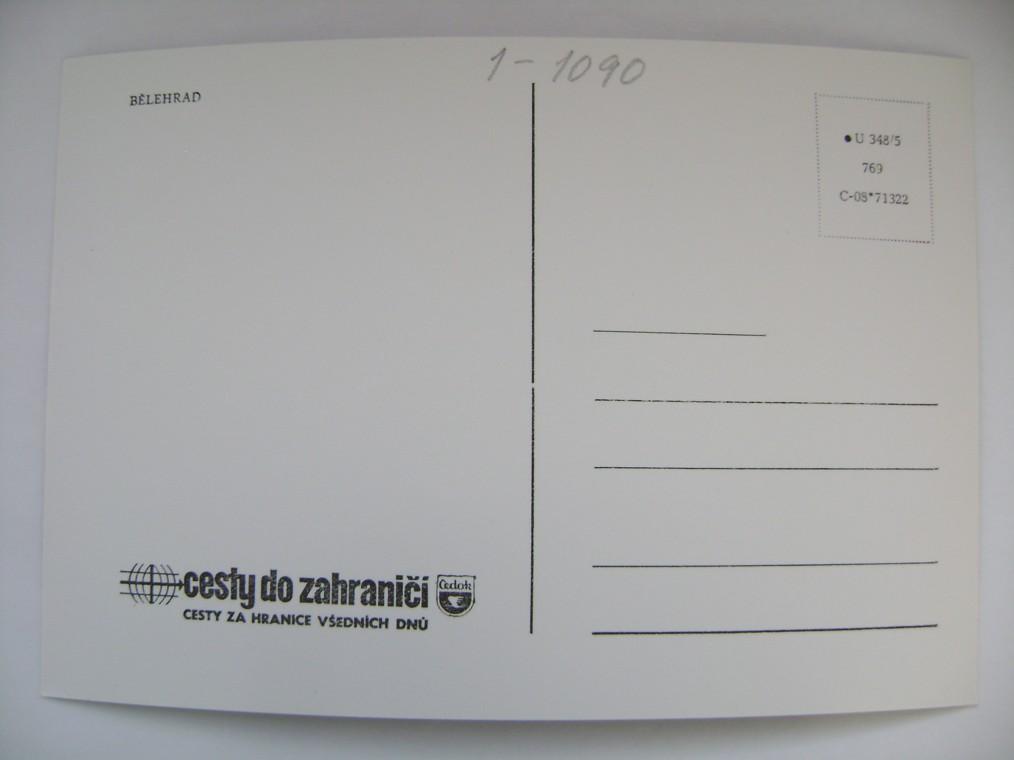 1-1090
BĚLEHRAD
● U 348/5
769
C-08*71322
cesty do zahraničí
Čedok
CESTY ZA HRANICE VŠEDNÍCH DNŮ